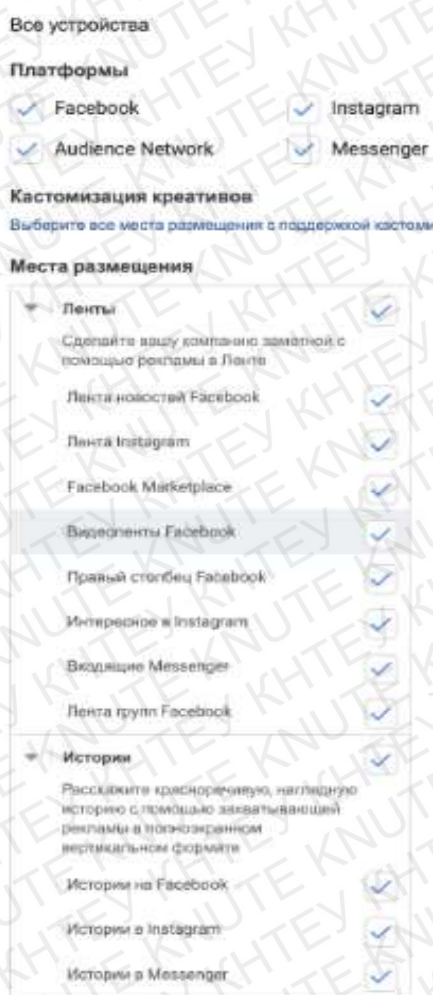 Все устройства
Платформы
Facebook Instagram
Audience Network Messenger
Кастомизация креативов
Выберите все места размещения с поддержкой кастоми
Места размещения
Ленты
Сделайте вашу компанию заметной с
помощью рекламы в Ленте
Лента новостей Facebook
Лента Instagram
Facebook Marketplace
Видеоленты Facebook
Правый столбец Facebook
Интересное в Instagram
Входящие Messenger
Лента групп Facebook
Истории
Расскажите красноречивую, наглядную
историю с помощью захватывающей
рекламы в полноэкранном
вертикальном формате
Истории на Facebook
Истории в Instagram
Истории в Messenger